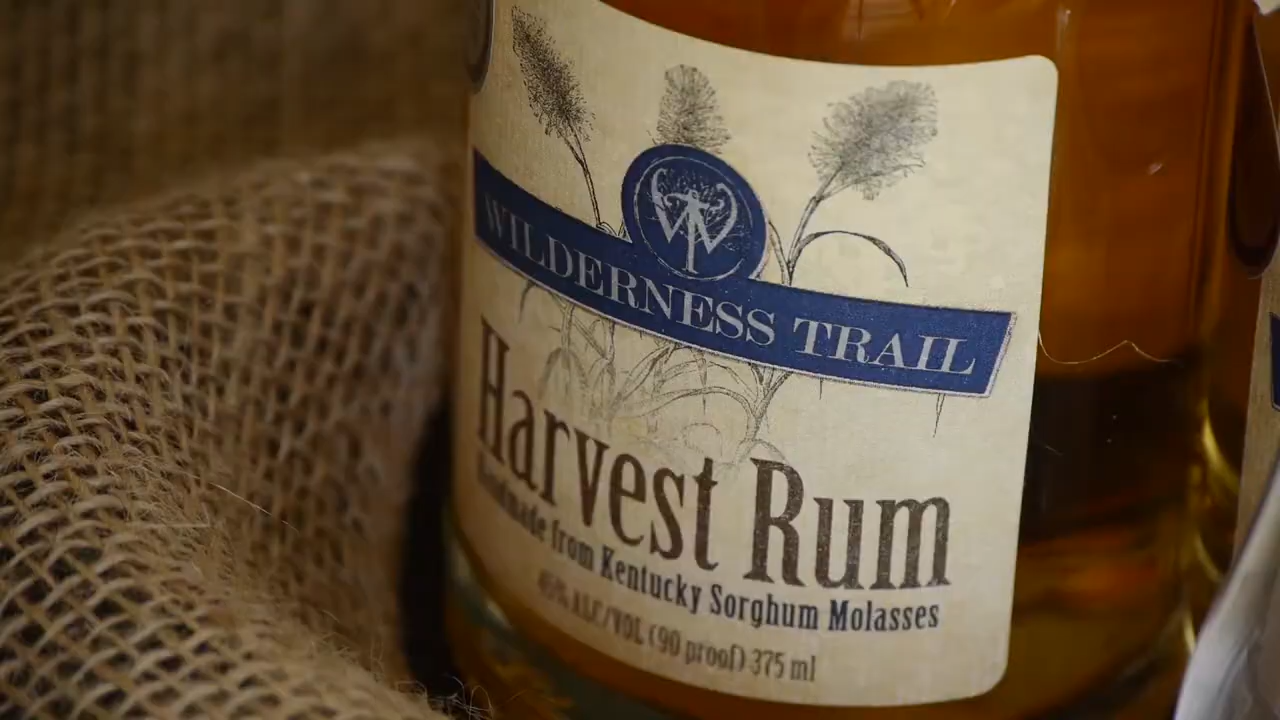 WILDERNESS TRAIL
Harvest Rum
Handmade from Kentucky Sorghum Molasses
45% ALC/VOL (90 proof) 375 ml